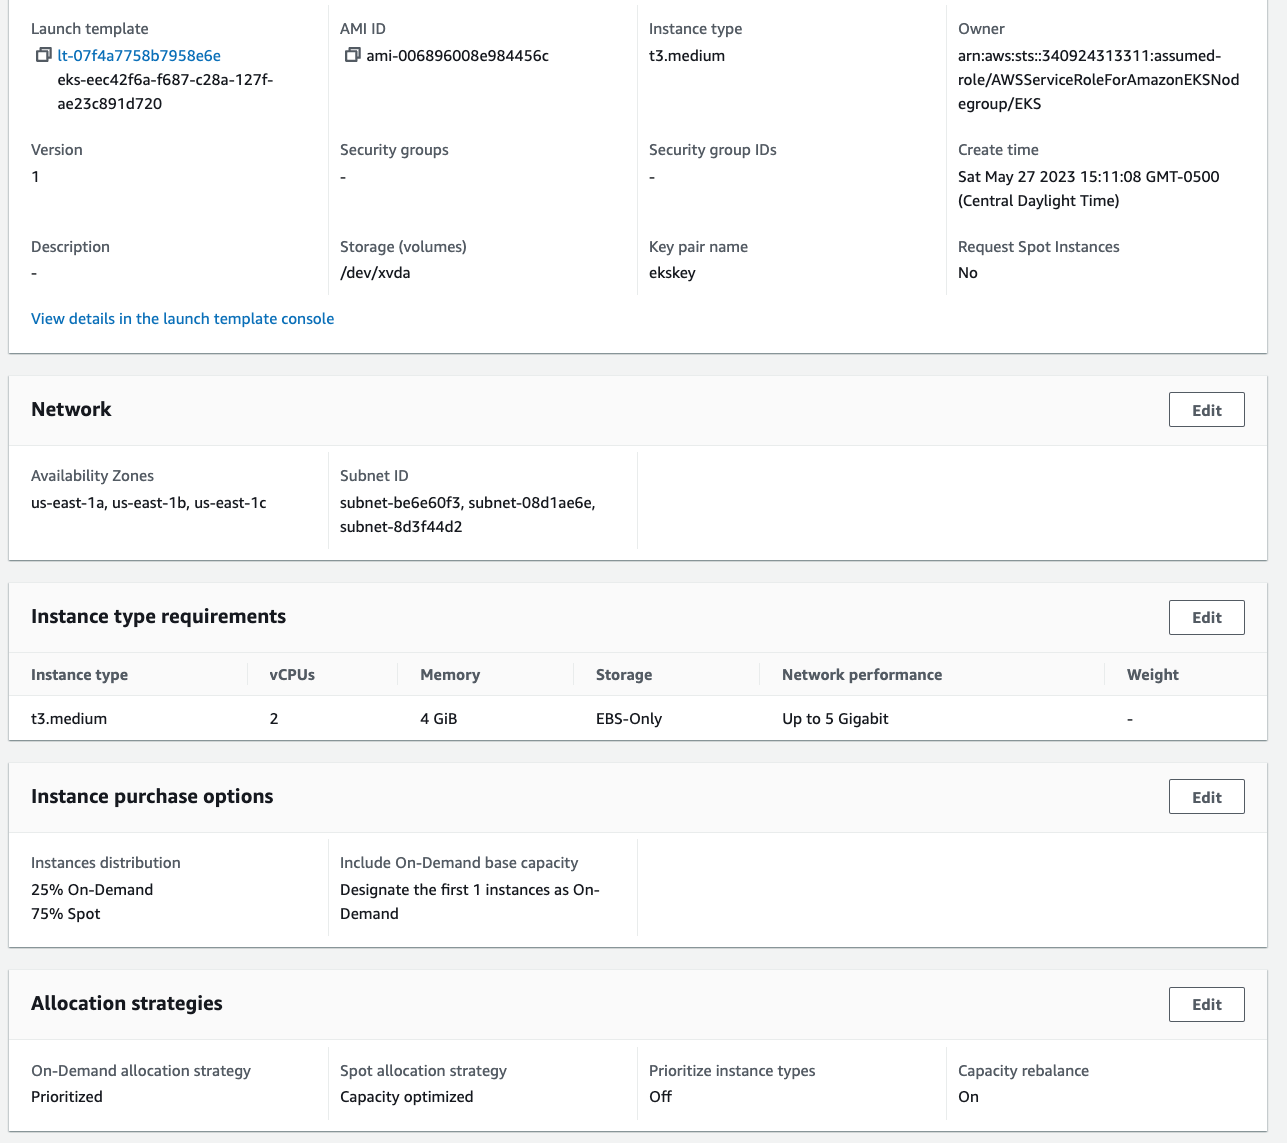 Launch template
lt-07f4a7758b7958e6e
eks-eec42f6a-f687-c28a-127f-
ae23c891d720
AMI ID
ami-006896008e984456c
Instance type
t3.medium
Owner
arn:aws:sts::340924313311:assumed-
role/AWSServiceRoleForAmazonEKSNod
egroup/EKS
Version
1
Security groups
-
Security group IDs
-
Create time
Sat May 27 2023 15:11:08 GMT-0500
(Central Daylight Time)
Description
-
Storage (volumes)
/dev/xvda
Key pair name
ekskey
Request Spot Instances
No
View details in the launch template console
Network
Edit
Availability Zones
us-east-1a, us-east-1b, us-east-1c
Subnet ID
subnet-be6e60f3, subnet-08d1ae6e,
subnet-8d3f44d2
Instance type requirements
Edit
Instance type vCPUs Memory Storage Network performance Weight
t3.medium 2 4 GiB EBS-Only Up to 5 Gigabit -
Instance purchase options
Edit
Instances distribution
25% On-Demand
75% Spot
Include On-Demand base capacity
Designate the first 1 instances as On-
Demand
Allocation strategies
Edit
On-Demand allocation strategy
Prioritized
Spot allocation strategy
Capacity optimized
Prioritize instance types
Off
Capacity rebalance
On